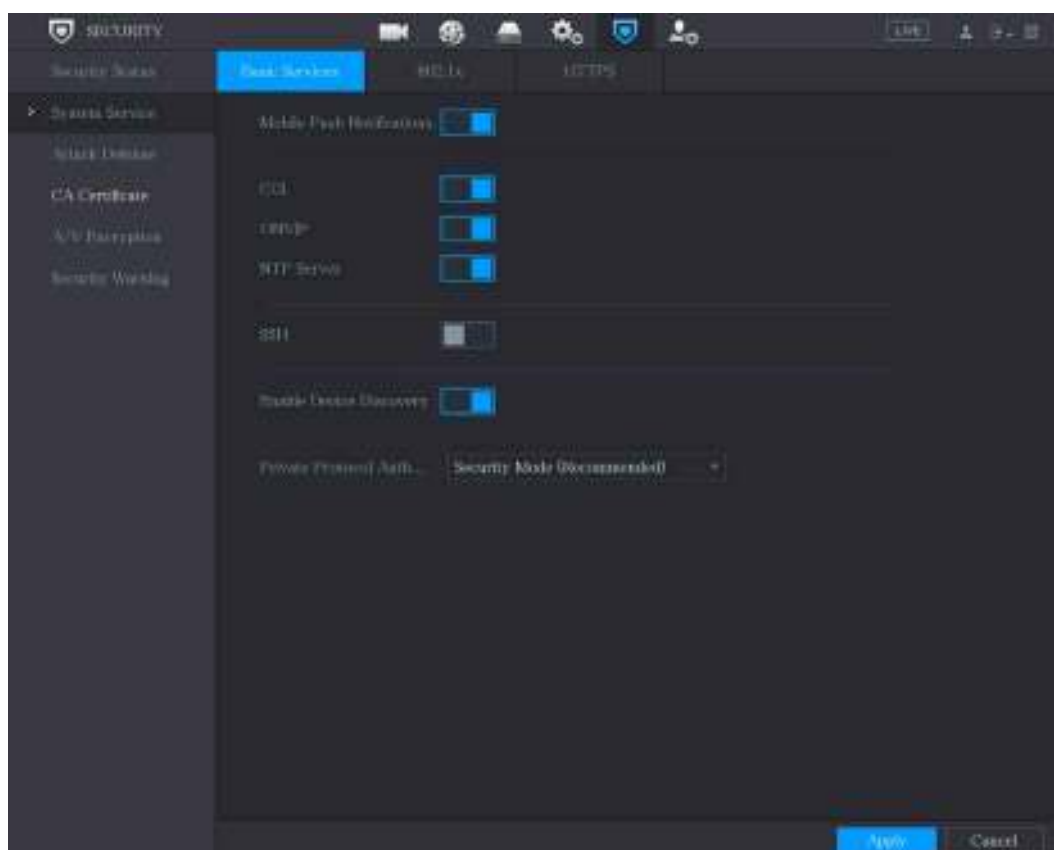 SECURITY
LIVE
Security Status
Basic Services 802.1x HTTPS
System Service
Mobile Push Notifications
Attack Defense
CA Certificate
CGI
A/V Encryption
ONVIF
NTP Server
Security Warning
SSH
Enable Device Discovery
Private Protocol Auth... Security Mode (Recommended)
Apply Cancel